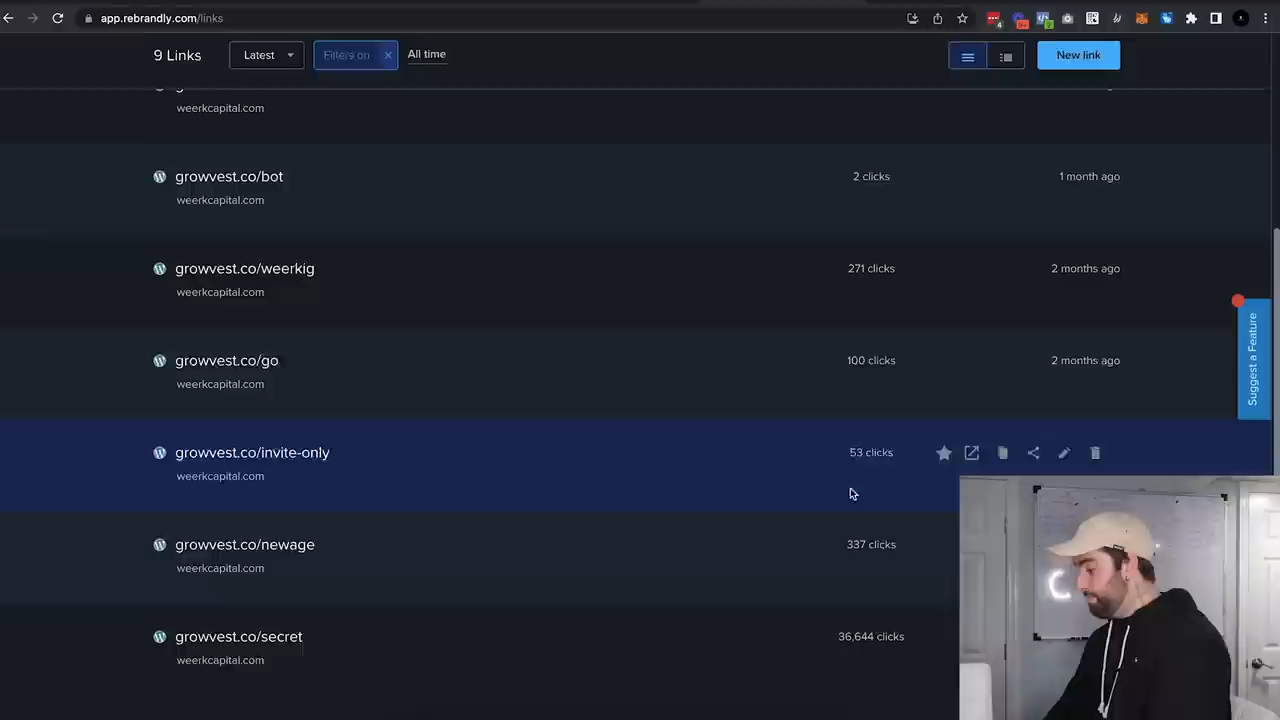 app.rebrandly.com/links
9 Links
Latest
Filters on
All time
New link
weerkcapital.com
growvest.co/bot
2 clicks
1 month ago
weerkcapital.com
growvest.co/weerkig
271 clicks
2 months ago
weerkcapital.com
growvest.co/go
100 clicks
2 months ago
weerkcapital.com
growvest.co/invite-only
53 clicks
weerkcapital.com
growvest.co/newage
337 clicks
weerkcapital.com
growvest.co/secret
36,644 clicks
weerkcapital.com
Suggest a Feature